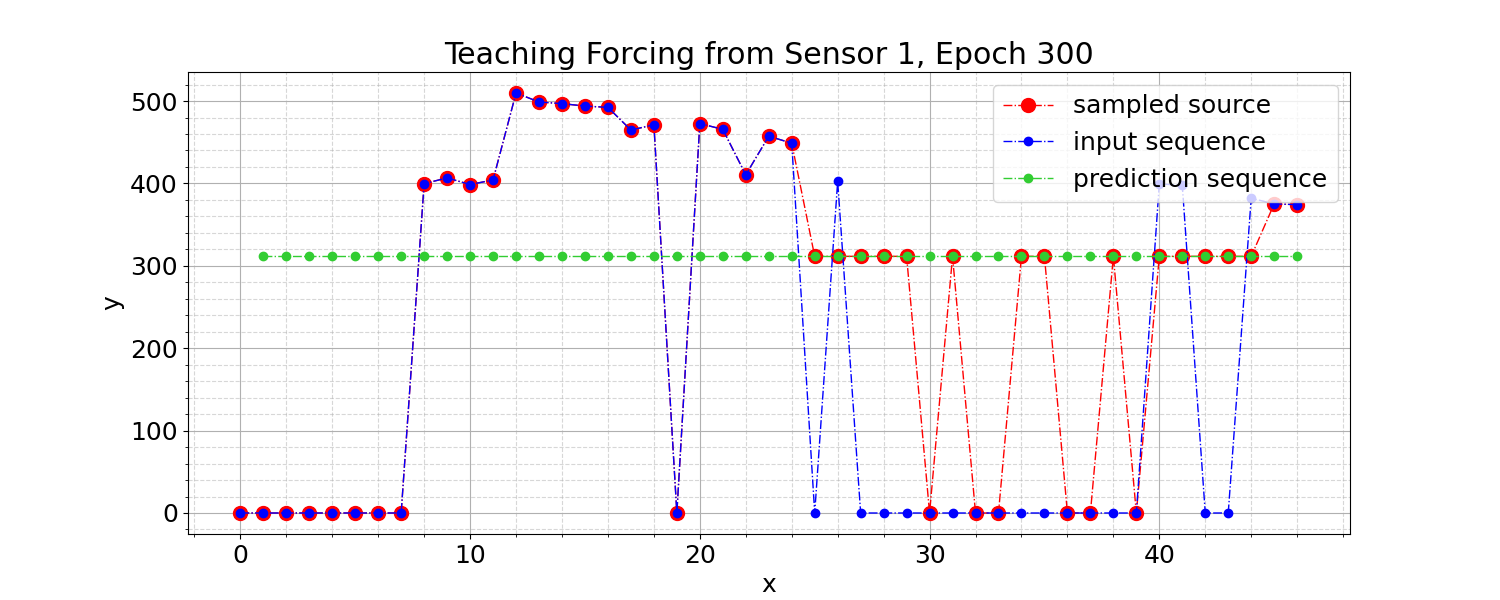 Teaching Forcing from Sensor 1, Epoch 300
sampled source
input sequence
prediction sequence
y
500
400
300
200
100
0
0 10 20 30 40
x